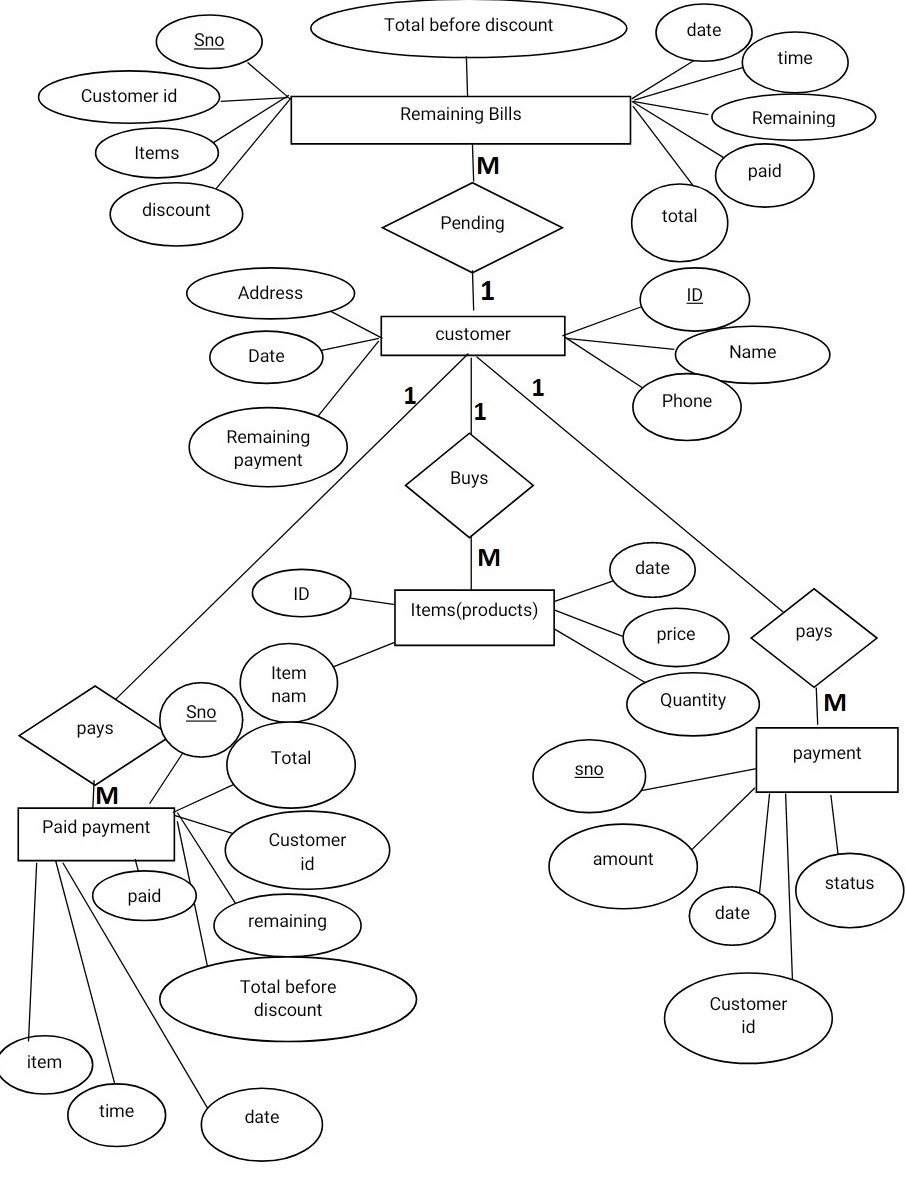 Total before discount
Sno
date
time
Customer id
Remaining Bills
Remaining
Items
M
paid
discount
total
Pending
1
Address
ID
customer
Date
Name
1
1
1
Phone
Remaining
payment
Buys
M
date
ID
Items(products)
price
pays
Item
nam
Quantity
M
Sno
pays
Total
payment
sno
M
Paid payment
Customer
id
amount
status
paid
remaining
date
Total before
discount
Customer
id
item
time
date